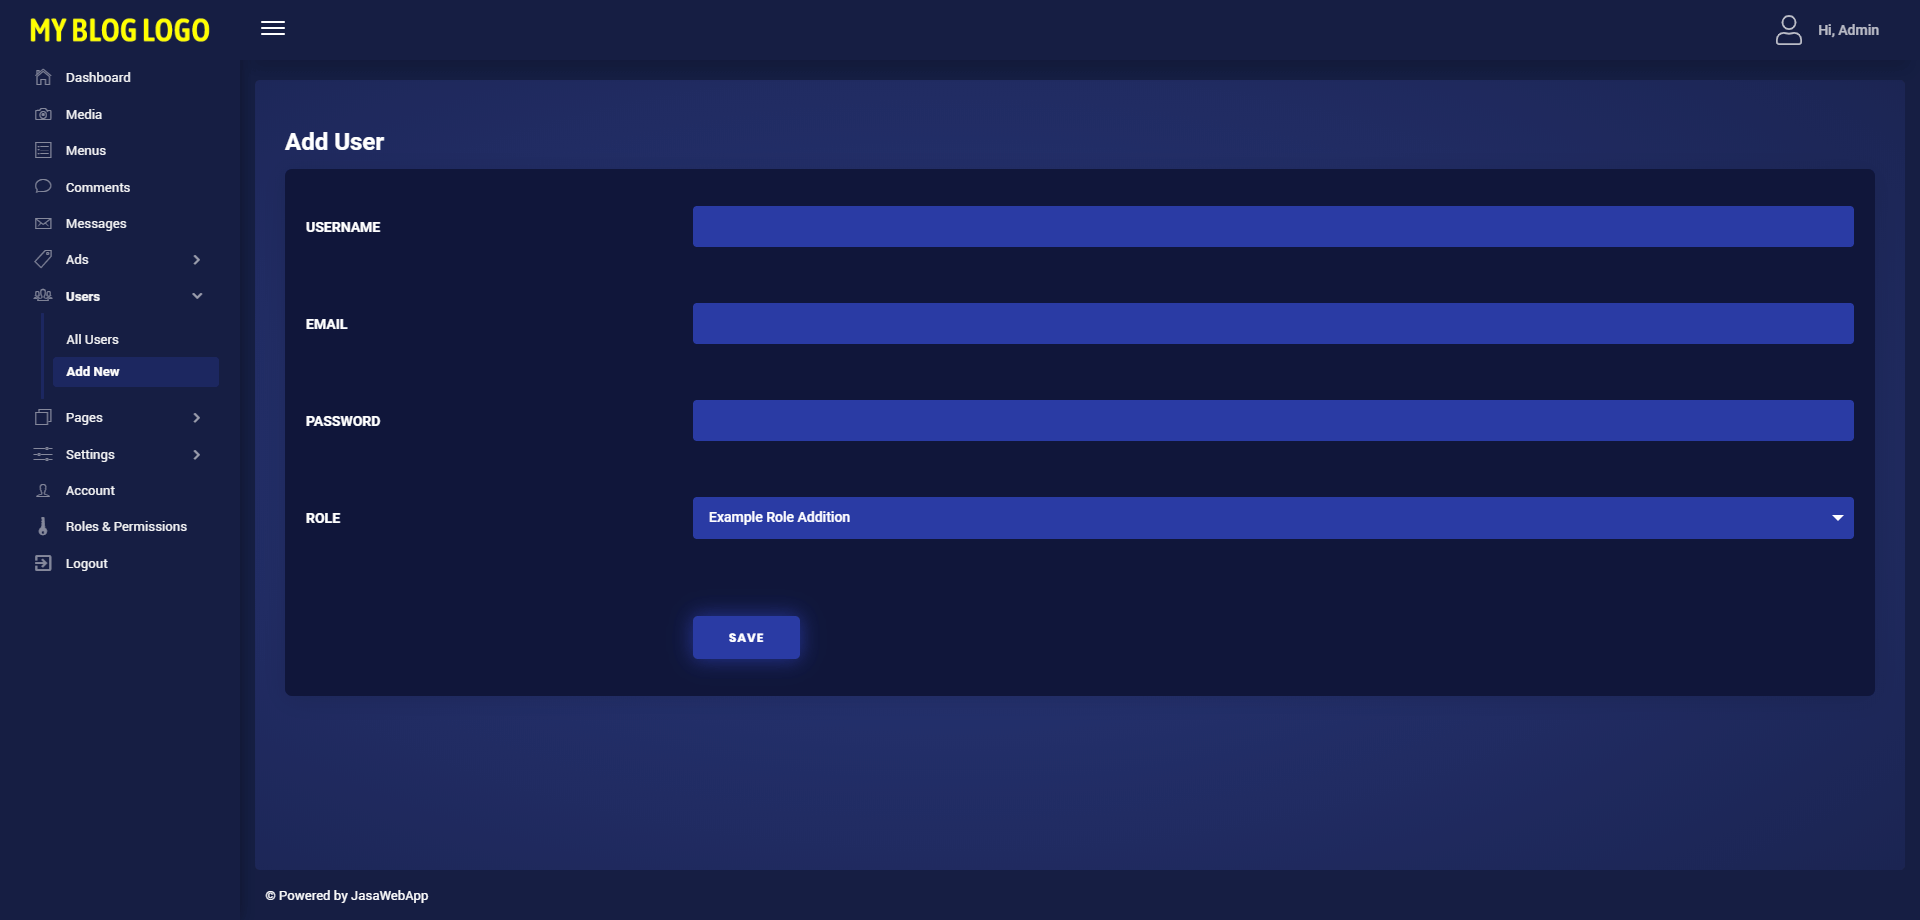 MY BLOG LOGO
Hi, Admin
Dashboard
Media
Menus
Comments
Messages
Ads
Users
All Users
Add New
Pages
Settings
Account
Roles & Permissions
Logout
Add User
USERNAME
EMAIL
PASSWORD
ROLE
Example Role Addition
SAVE
© Powered by JasaWebApp